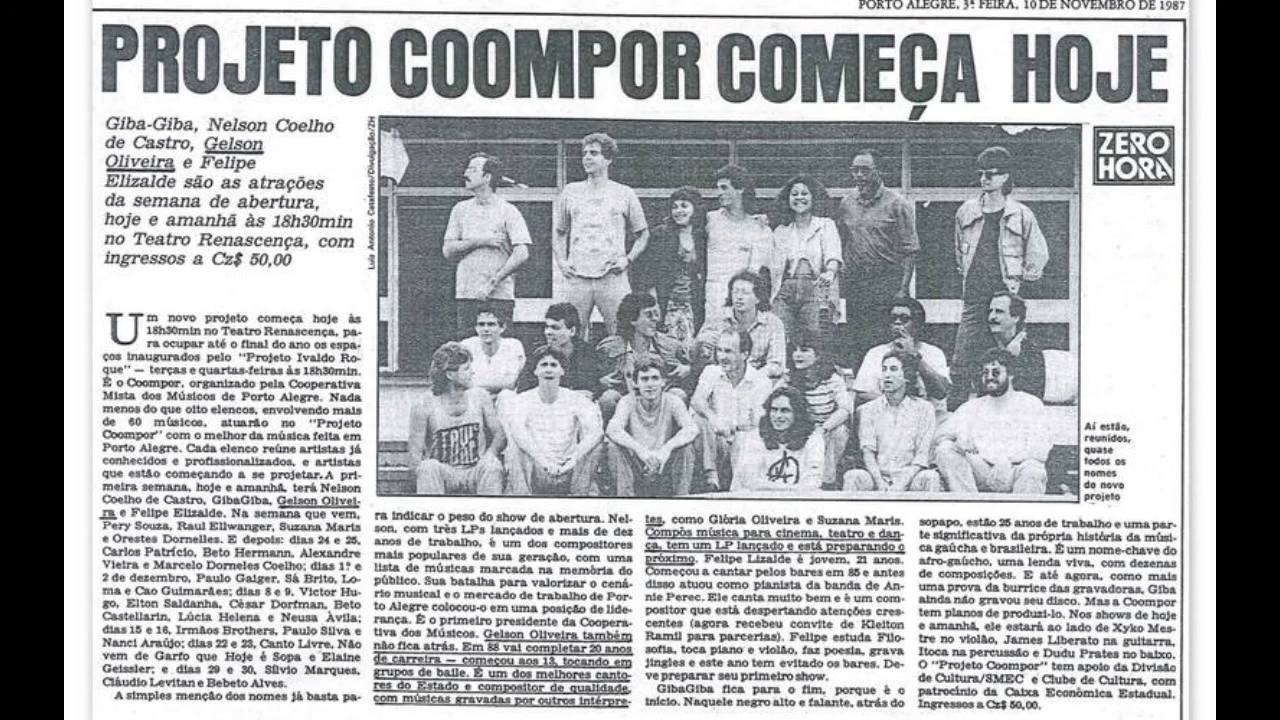 PORTO ALEGRE, 3ª FEIRA, 10 DE NOVEMBRO DE 1987
PROJETO COOMPOR COMEÇA HOJE
Giba-Giba, Nelson Coelho
de Castro, Gelson
Oliveira e Felipe
Elizalde são as atrações
da semana de abertura,
hoje e amanhã às 18h30min
no Teatro Renascença, com
ingressos a Cz$ 50,00
Luiz Antonio Catafesto/Divulgação/ZH
ZERO
HORA
Aí estão,
reunidos,
quase
todos os
nomes
do novo
projeto
Um novo projeto começa hoje às
18h30min no Teatro Renascença, pa-
ra ocupar até o final do ano os espa-
ços inaugurados pelo "Projeto Ivaldo Ro-
que" — terças e quartas-feiras às 18h30min.
É o Coompor, organizado pela Cooperativa
Mista dos Músicos de Porto Alegre. Nada
menos do que oito elencos, envolvendo mais
de 60 músicos, atuarão no "Projeto
Coompor" com o melhor da música feita em
Porto Alegre. Cada elenco reúne artistas já
conhecidos e profissionalizados, e artistas
que estão começando a se projetar. A pri-
meira semana, hoje e amanhã, terá Nelson
Coelho de Castro, GibaGiba, Gelson Olivei-
ra e Felipe Elizalde. Na semana que vem,
Pery Souza, Raul Ellwanger, Suzana Maris
e Orestes Dornelles. E depois: dias 24 e 25,
Carlos Patrício, Beto Hermann, Alexandre
Vieira e Marcelo Dorneles Coelho; dias 1º e
2 de dezembro, Paulo Gaiger, Sá Brito, Lo-
ma e Cao Guimarães; dias 8 e 9, Victor Hu-
go, Elton Saldanha, César Dorfman, Beto
Castellarin, Lúcia Helena e Neusa Ávila;
dias 15 e 16, Irmãos Brothers, Paulo Silva e
Nanci Araújo; dias 22 e 23, Canto Livre, Não
vem de Garfo que Hoje é Sopa e Elaine
Geissler; e dias 29 e 30, Silvio Marques,
Cláudio Levitan e Bebeto Alves.
A simples menção dos nomes já basta pa-
ra indicar o peso do show de abertura. Nel-
son, com três LPs lançados e mais de dez
anos de trabalho, é um dos compositores
mais populares de sua geração, com uma
lista de músicas marcada na memória do
público. Sua batalha para valorizar o cená-
rio musical e o mercado de trabalho de Por-
to Alegre colocou-o em uma posição de lide-
rança. É o primeiro presidente da Coopera-
tiva dos Músicos. Gelson Oliveira também
não fica atrás. Em 88 vai completar 20 anos
de carreira — começou aos 13, tocando em
grupos de baile. É um dos melhores canto-
res do Estado e compositor de qualidade,
com músicas gravadas por outros intérpre-
tes, como Glória Oliveira e Suzana Maris.
Compôs música para cinema, teatro e dan-
ça, tem um LP lançado e está preparando o
próximo. Felipe Lizalde é jovem, 21 anos.
Começou a cantar pelos bares em 85 e antes
disso atuou como pianista da banda de An-
nie Perec. Ele canta muito bem e é um com-
positor que está despertando atenções cres-
centes (agora recebeu convite de Kleiton
Ramil para parcerias). Felipe estuda Filo-
sofia, toca piano e violão, faz poesia, grava
jingles e este ano tem evitado os bares. De-
ve preparar seu primeiro show.
GibaGiba fica para o fim, porque é o
início. Naquele negro alto e falante, atrás do
sopapo, estão 25 anos de trabalho e uma par-
te significativa da própria história da músi-
ca gaúcha e brasileira. É um nome-chave do
afro-gaúcho, uma lenda viva, com dezenas
de composições. E até agora, como mais
uma prova da burrice das gravadoras, Giba
ainda não gravou seu disco. Mas a Coompor
tem planos de produzi-lo. Nos shows de hoje
e amanhã, ele estará ao lado de Xyko Mes-
tre no violão, James Liberato na guitarra,
Itoca na percussão e Dudu Prates no baixo.
O "Projeto Coompor" tem apoio da Divisão
de Cultura/SMEC e Clube de Cultura, com
patrocínio da Caixa Econômica Estadual.
Ingressos a Cz$ 50,00.